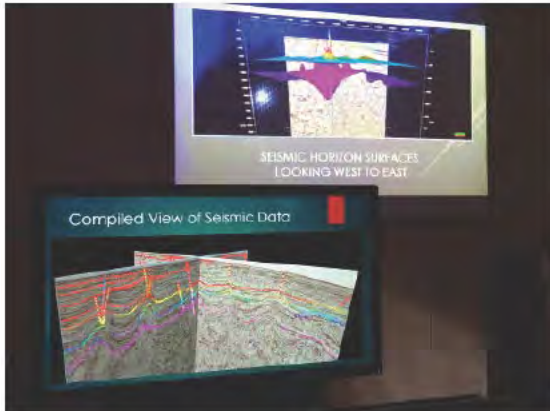 SEISMIC HORIZON SURFACES
LOOKING WEST TO EAST
Compiled View of Seismic Data